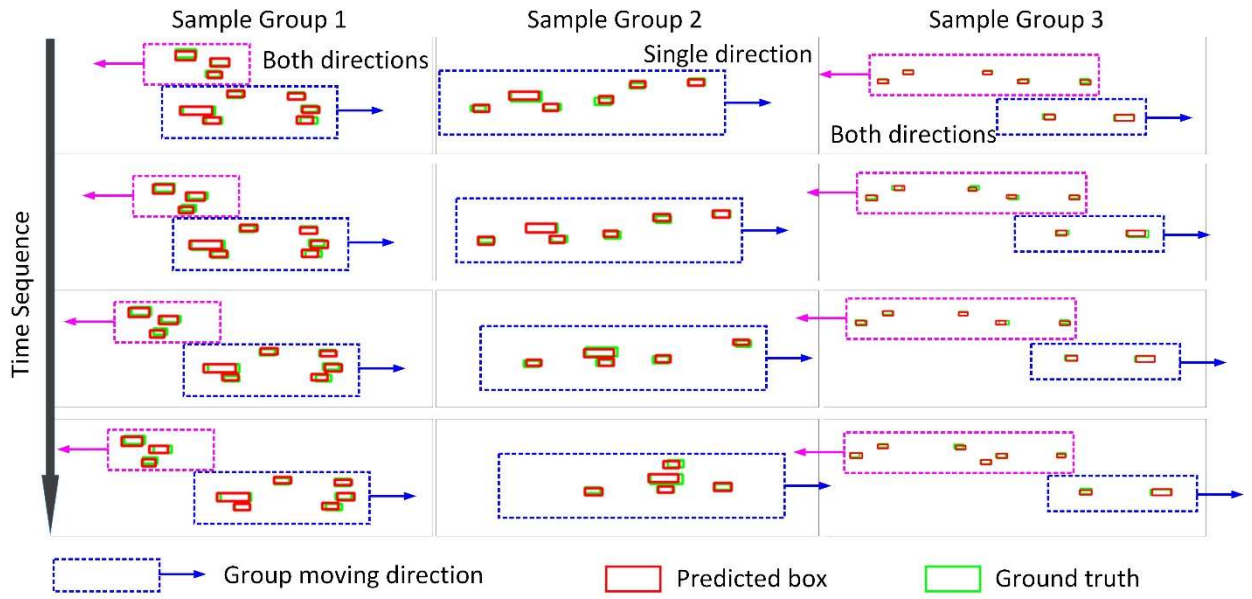 Sample Group 1
Sample Group 2
Sample Group 3
Both directions
Single direction
Both directions
Time Sequence
Group moving direction
Predicted box
Ground truth